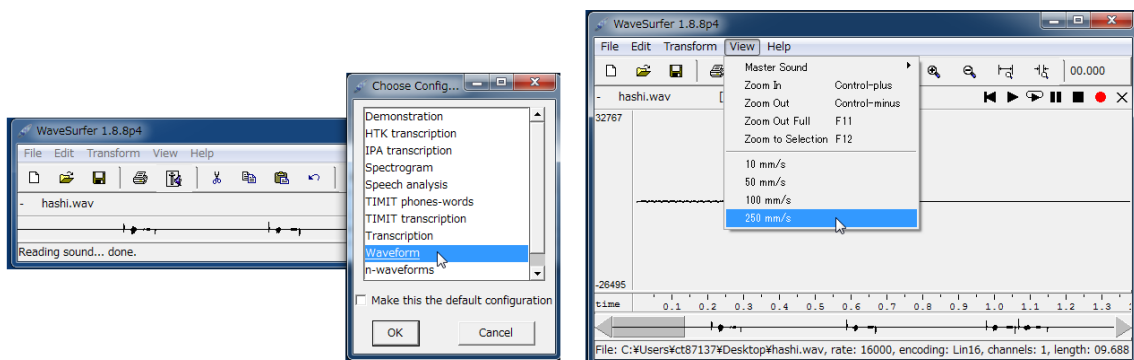 WaveSurfer 1.8.8p4
File Edit Transform View Help
- hashi.wav
Reading sound... done.
Choose Config...
Demonstration
HTK transcription
IPA transcription
Spectrogram
Speech analysis
TIMIT phones-words
TIMIT transcription
Transcription
Waveform
n-waveforms
Make this the default configuration
OK Cancel
WaveSurfer 1.8.8p4
File Edit Transform View Help
00.000
- hashi.wav
Master Sound
Zoom In Control-plus
Zoom Out Control-minus
Zoom Out Full F11
Zoom to Selection F12
10 mm/s
50 mm/s
100 mm/s
250 mm/s
32767
-26495
time 0.1 0.2 0.3 0.4 0.5 0.6 0.7 0.8 0.9 1.0 1.1 1.2 1.3
File: C:¥Users¥ct87137¥Desktop¥hashi.wav, rate: 16000, encoding: Lin16, channels: 1, length: 09.688